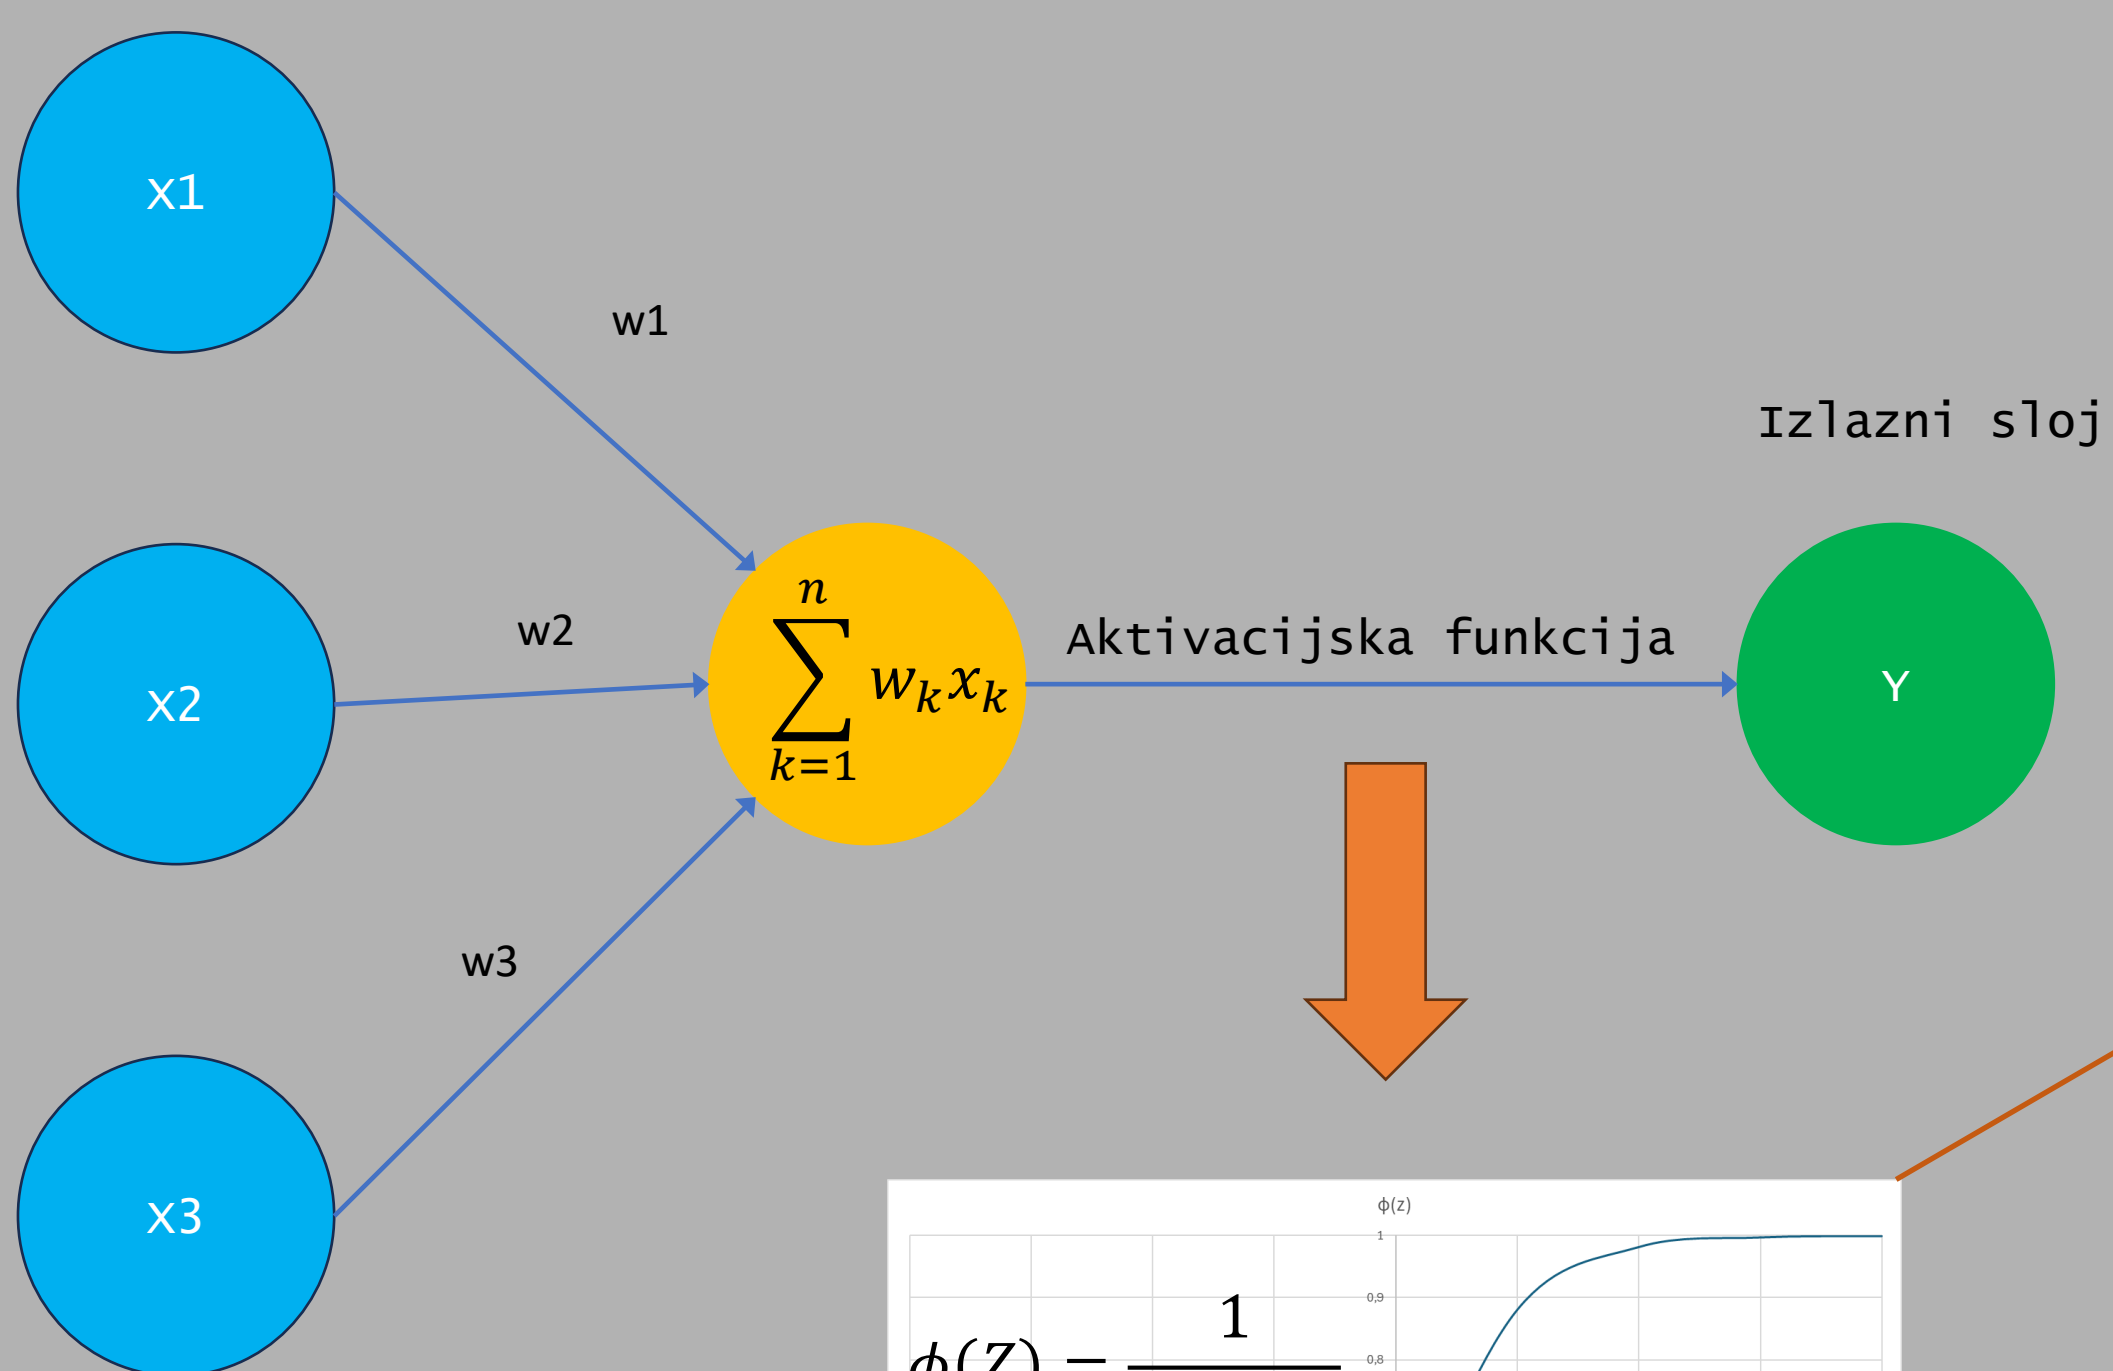 X1
w1
Izlazni sloj
X2
w2
n
∑ w_k x_k
k=1
Aktivacijska funkcija
Y
w3
X3
ϕ(z)
1
0,9
0,8
ϕ(Z) = 1